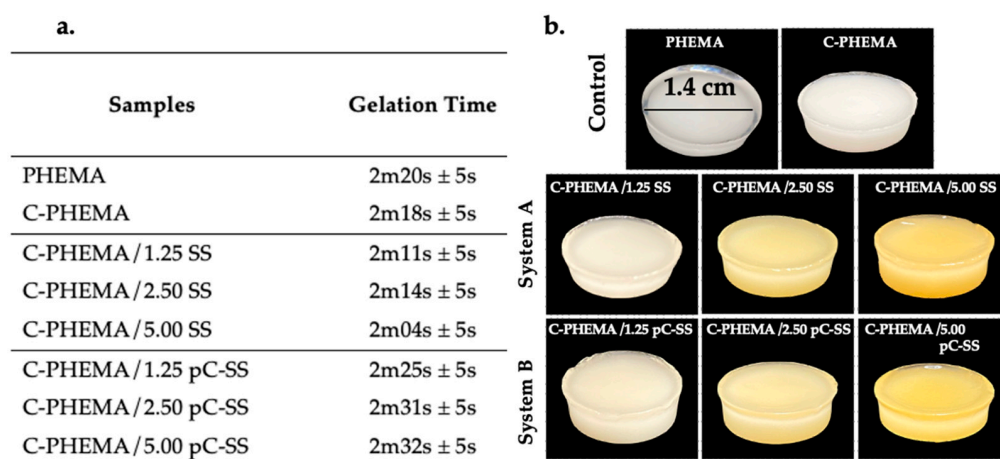 a.
Samples Gelation Time
PHEMA 2m20s ± 5s
C-PHEMA 2m18s ± 5s
C-PHEMA/1.25 SS 2m11s ± 5s
C-PHEMA/2.50 SS 2m14s ± 5s
C-PHEMA/5.00 SS 2m04s ± 5s
C-PHEMA/1.25 pC-SS 2m25s ± 5s
C-PHEMA/2.50 pC-SS 2m31s ± 5s
C-PHEMA/5.00 pC-SS 2m32s ± 5s
b.
Control
PHEMA
1.4 cm
C-PHEMA
System A
C-PHEMA/1.25 SS
C-PHEMA/2.50 SS
C-PHEMA/5.00 SS
System B
C-PHEMA/1.25 pC-SS
C-PHEMA/2.50 pC-SS
C-PHEMA/5.00
pC-SS